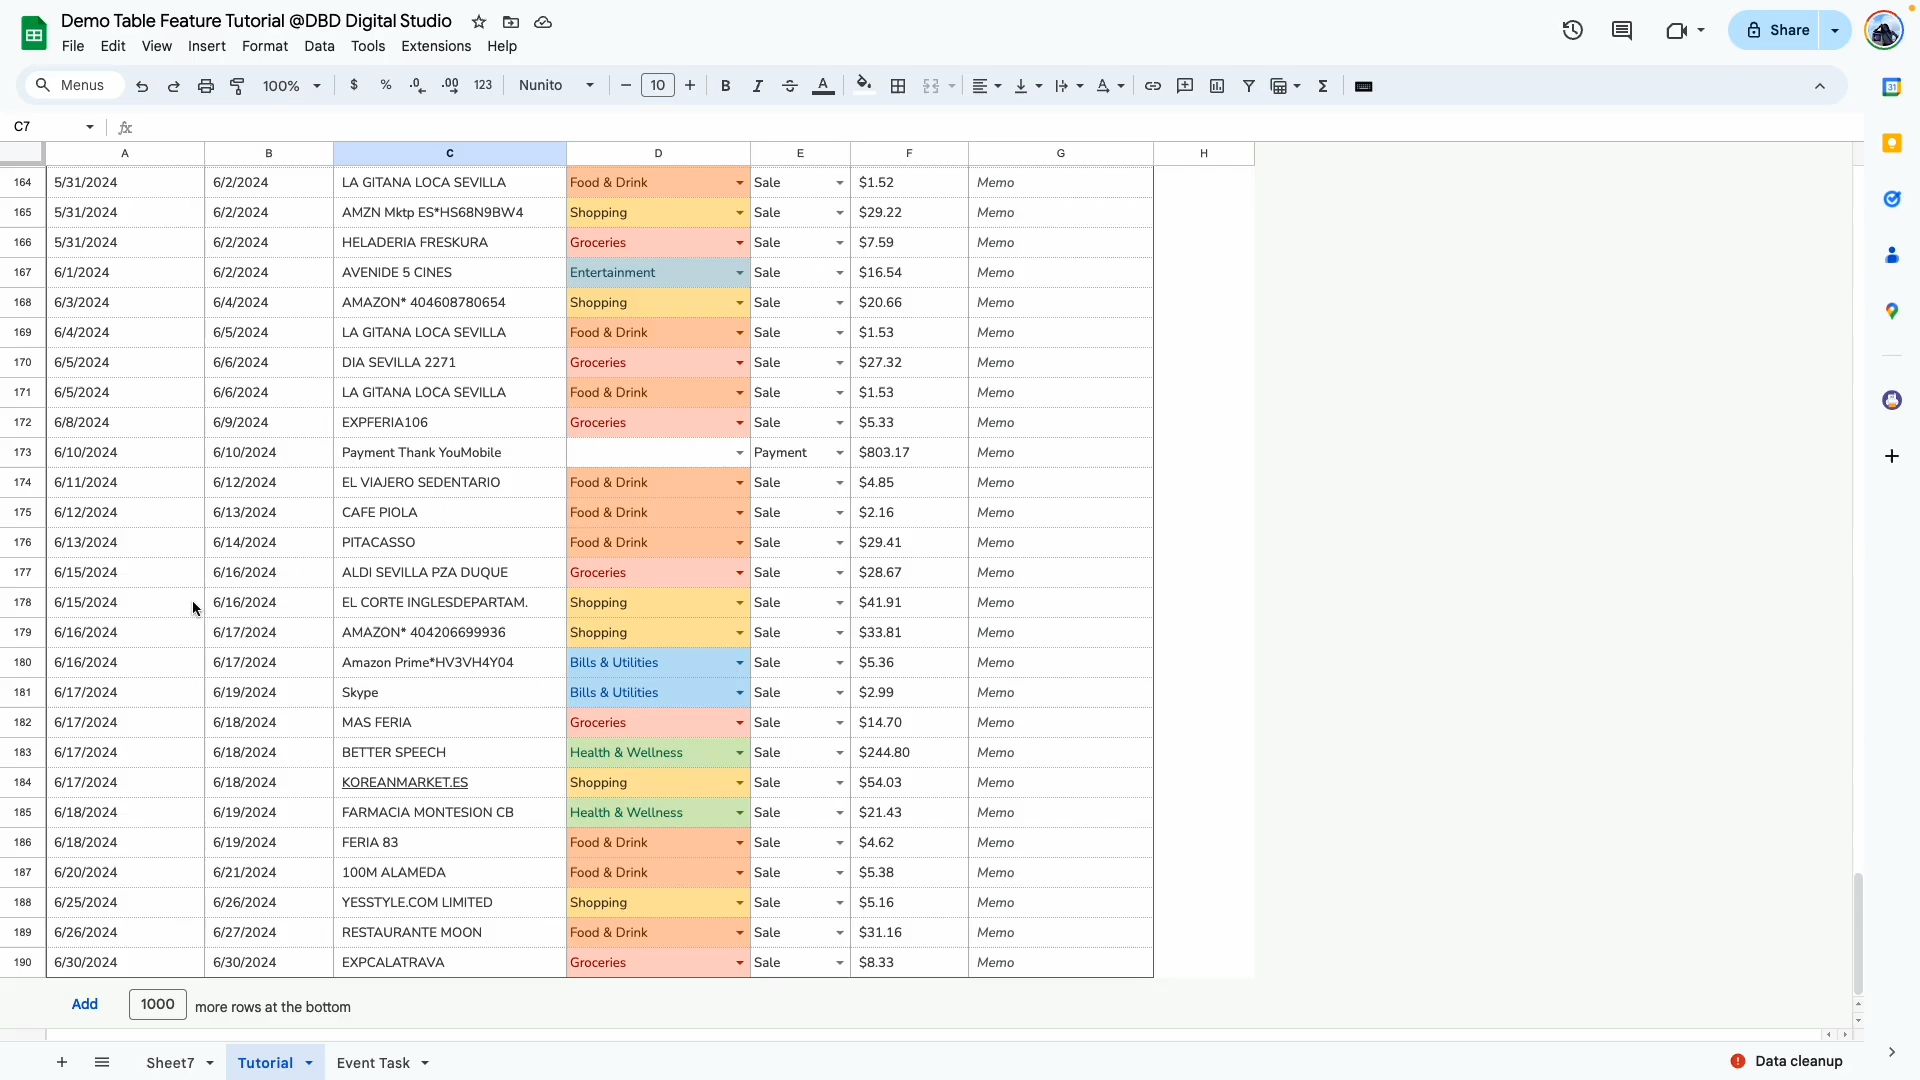 Demo Table Feature Tutorial @DBD Digital Studio
File Edit View Insert Format Data Tools Extensions Help
Share
Menus 100% $ % .0 .00 123 Nunito 10 B I A
C7 fx
A B C D E F G H
164 5/31/2024 6/2/2024 LA GITANA LOCA SEVILLA Food & Drink Sale $1.52 Memo
165 5/31/2024 6/2/2024 AMZN Mktp ES*HS68N9BW4 Shopping Sale $29.22 Memo
166 5/31/2024 6/2/2024 HELADERIA FRESKURA Groceries Sale $7.59 Memo
167 6/1/2024 6/2/2024 AVENIDE 5 CINES Entertainment Sale $16.54 Memo
168 6/3/2024 6/4/2024 AMAZON* 404608780654 Shopping Sale $20.66 Memo
169 6/4/2024 6/5/2024 LA GITANA LOCA SEVILLA Food & Drink Sale $1.53 Memo
170 6/5/2024 6/6/2024 DIA SEVILLA 2271 Groceries Sale $27.32 Memo
171 6/5/2024 6/6/2024 LA GITANA LOCA SEVILLA Food & Drink Sale $1.53 Memo
172 6/8/2024 6/9/2024 EXPFERIA106 Groceries Sale $5.33 Memo
173 6/10/2024 6/10/2024 Payment Thank YouMobile Payment $803.17 Memo
174 6/11/2024 6/12/2024 EL VIAJERO SEDENTARIO Food & Drink Sale $4.85 Memo
175 6/12/2024 6/13/2024 CAFE PIOLA Food & Drink Sale $2.16 Memo
176 6/13/2024 6/14/2024 PITACASSO Food & Drink Sale $29.41 Memo
177 6/15/2024 6/16/2024 ALDI SEVILLA PZA DUQUE Groceries Sale $28.67 Memo
178 6/15/2024 6/16/2024 EL CORTE INGLESDEPARTAM. Shopping Sale $41.91 Memo
179 6/16/2024 6/17/2024 AMAZON* 404206699936 Shopping Sale $33.81 Memo
180 6/16/2024 6/17/2024 Amazon Prime*HV3VH4Y04 Bills & Utilities Sale $5.36 Memo
181 6/17/2024 6/19/2024 Skype Bills & Utilities Sale $2.99 Memo
182 6/17/2024 6/18/2024 MAS FERIA Groceries Sale $14.70 Memo
183 6/17/2024 6/18/2024 BETTER SPEECH Health & Wellness Sale $244.80 Memo
184 6/17/2024 6/18/2024 KOREANMARKET.ES Shopping Sale $54.03 Memo
185 6/18/2024 6/19/2024 FARMACIA MONTESION CB Health & Wellness Sale $21.43 Memo
186 6/18/2024 6/19/2024 FERIA 83 Food & Drink Sale $4.62 Memo
187 6/20/2024 6/21/2024 100M ALAMEDA Food & Drink Sale $5.38 Memo
188 6/25/2024 6/26/2024 YESSTYLE.COM LIMITED Shopping Sale $5.16 Memo
189 6/26/2024 6/27/2024 RESTAURANTE MOON Food & Drink Sale $31.16 Memo
190 6/30/2024 6/30/2024 EXPCALATRAVA Groceries Sale $8.33 Memo
Add 1000 more rows at the bottom
Sheet7 Tutorial Event Task Data cleanup